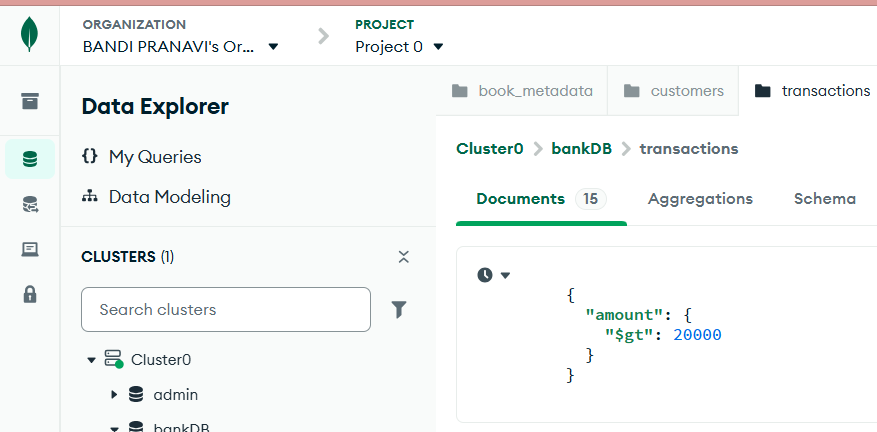 ORGANIZATION
BANDI PRANAVI's Or...
PROJECT
Project 0
Data Explorer
{} My Queries
Data Modeling
CLUSTERS (1)
Search clusters
Cluster0
admin
bankDB
book_metadata
customers
transactions
Cluster0 > bankDB > transactions
Documents 15
Aggregations
Schema
{
"amount": {
"$gt": 20000
}
}